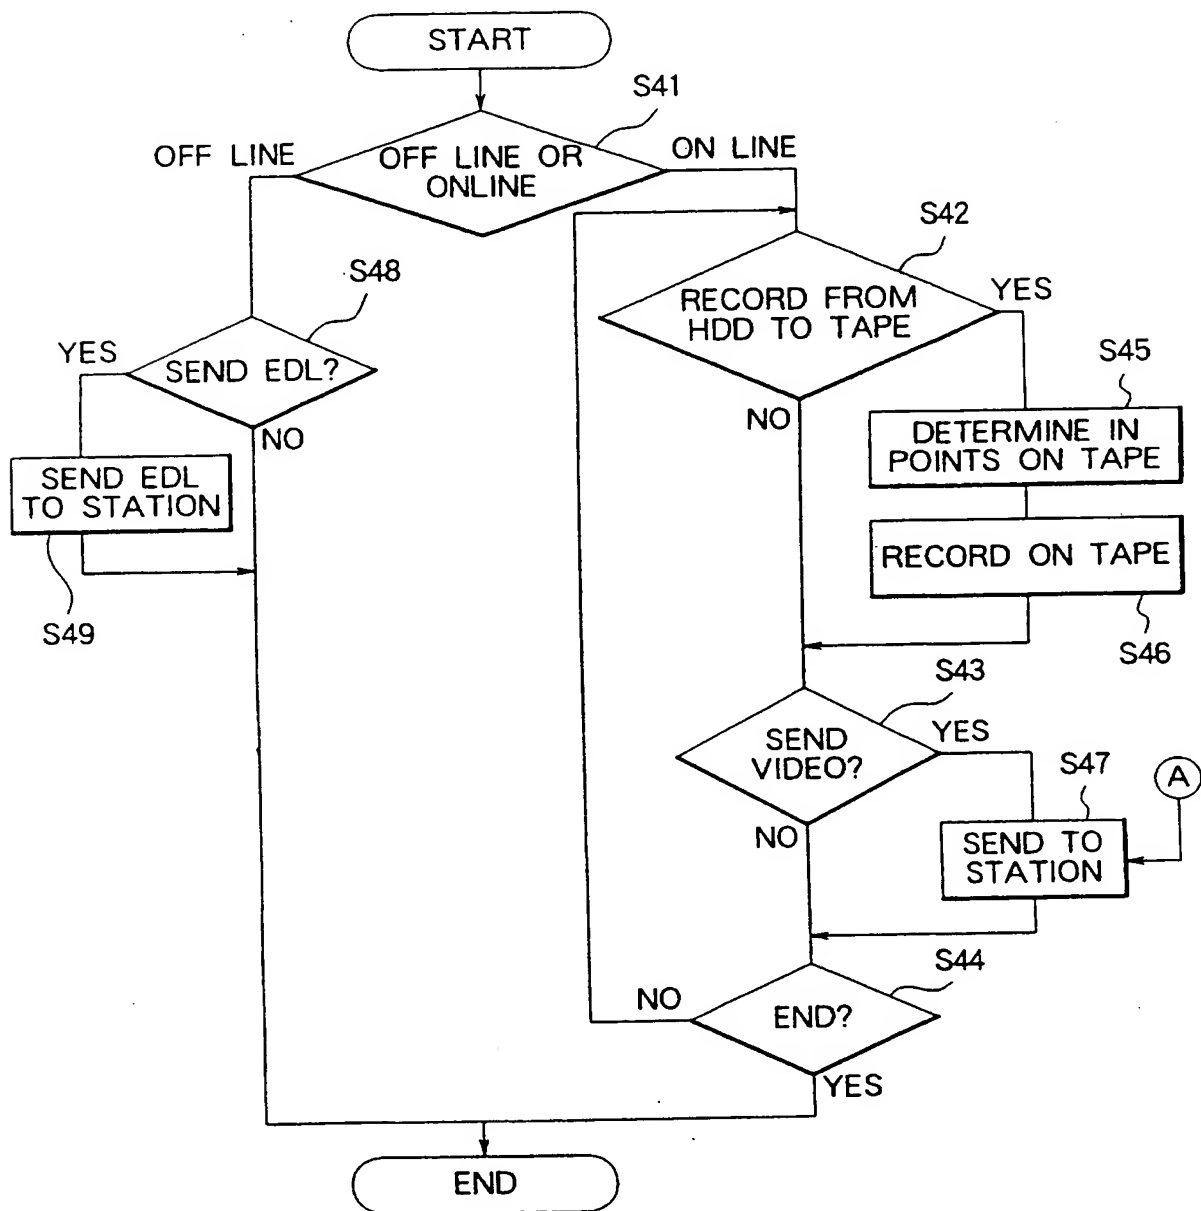 START
S41
OFF LINE
OFF LINE OR
ONLINE
ON LINE
S42
S48
RECORD FROM
HDD TO TAPE
YES
YES
SEND EDL?
S45
NO
NO
DETERMINE IN
POINTS ON TAPE
SEND EDL
TO STATION
RECORD ON TAPE
S49
S46
S43
SEND
VIDEO?
YES
S47
A
NO
SEND TO
STATION
S44
NO
END?
YES
END